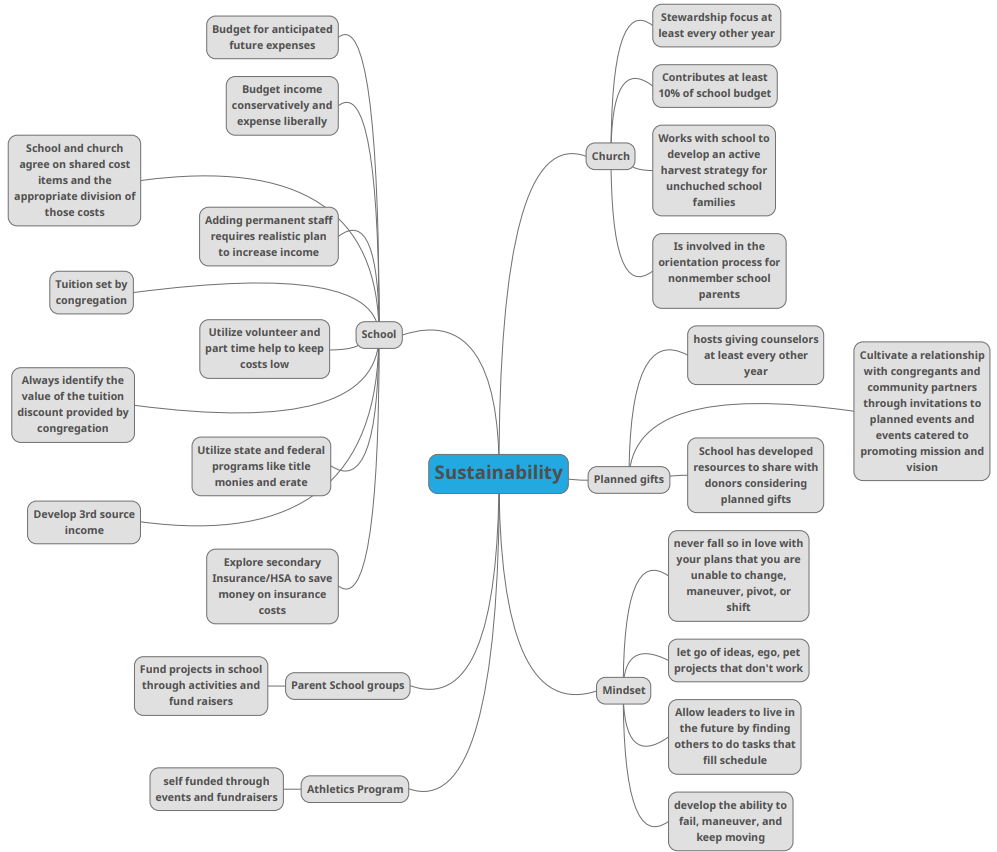 Sustainability
Church
Stewardship focus at
least every other year
Contributes at least
10% of school budget
Works with school to
develop an active
harvest strategy for
unchuched school
families
Is involved in the
orientation process for
nonmember school
parents
Planned gifts
hosts giving counselors
at least every other
year
Cultivate a relationship
with congregants and
community partners
through invitations to
planned events and
events catered to
promoting mission and
vision
School has developed
resources to share with
donors considering
planned gifts
Mindset
never fall so in love with
your plans that you are
unable to change,
maneuver, pivot, or
shift
let go of ideas, ego, pet
projects that don't work
Allow leaders to live in
the future by finding
others to do tasks that
fill schedule
develop the ability to
fail, maneuver, and
keep moving
School
Budget for anticipated
future expenses
Budget income
conservatively and
expense liberally
School and church
agree on shared cost
items and the
appropriate division of
those costs
Adding permanent staff
requires realistic plan
to increase income
Tuition set by
congregation
Utilize volunteer and
part time help to keep
costs low
Always identify the
value of the tuition
discount provided by
congregation
Utilize state and federal
programs like title
monies and erate
Develop 3rd source
income
Explore secondary
Insurance/HSA to save
money on insurance
costs
Parent School groups
Fund projects in school
through activities and
fund raisers
Athletics Program
self funded through
events and fundraisers